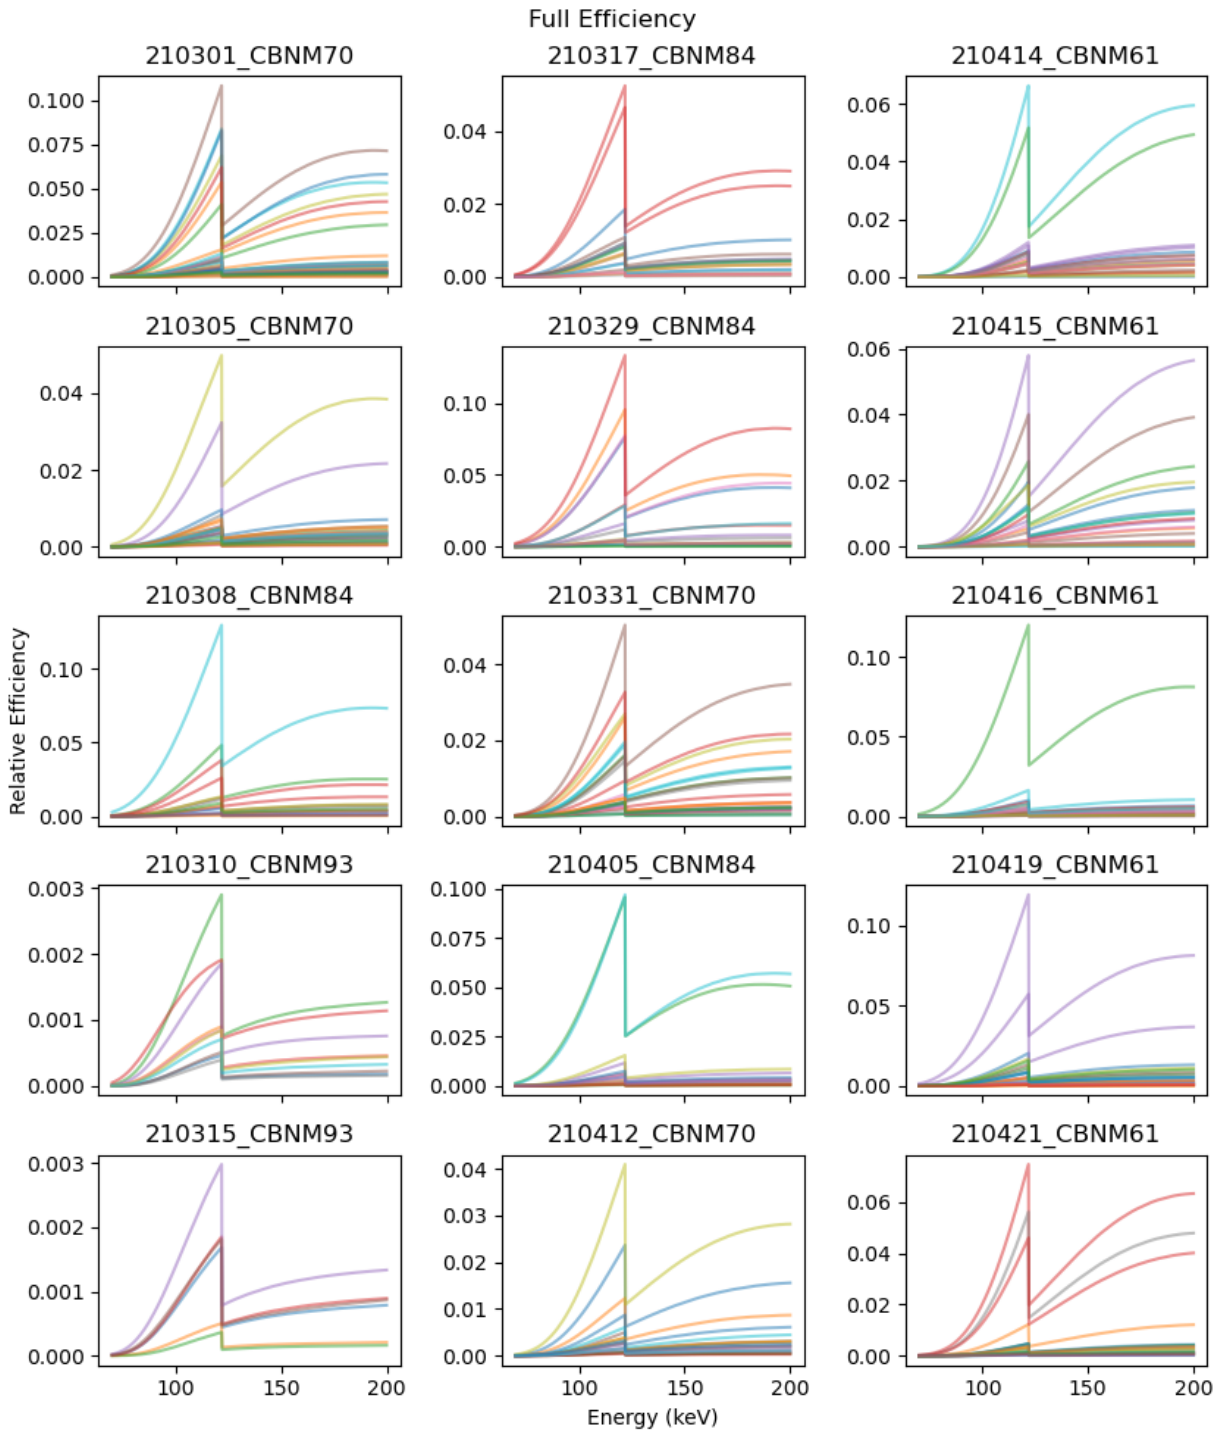 Full Efficiency
210301_CBNM70
210317_CBNM84
210414_CBNM61
0.100
0.075
0.050
0.025
0.000
0.04
0.02
0.00
0.06
0.04
0.02
0.00
210305_CBNM70
210329_CBNM84
210415_CBNM61
0.04
0.02
0.00
0.10
0.05
0.00
0.06
0.04
0.02
0.00
210308_CBNM84
210331_CBNM70
210416_CBNM61
Relative Efficiency
0.10
0.05
0.00
0.04
0.02
0.00
0.10
0.05
0.00
210310_CBNM93
210405_CBNM84
210419_CBNM61
0.003
0.002
0.001
0.000
0.100
0.075
0.050
0.025
0.000
0.10
0.05
0.00
210315_CBNM93
210412_CBNM70
210421_CBNM61
0.003
0.002
0.001
0.000
0.04
0.03
0.02
0.01
0.00
0.06
0.04
0.02
0.00
100 150 200
100 150 200
100 150 200
Energy (keV)